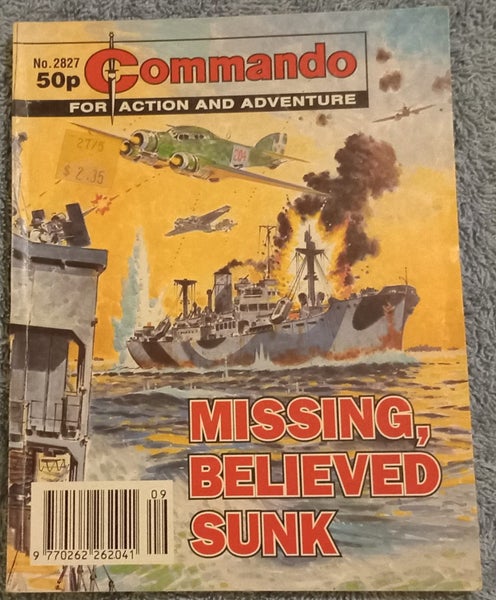 No. 2827
50p
Commando
FOR ACTION AND ADVENTURE
27/5
$ 2.35
284
MISSING,
BELIEVED
SUNK
09
9 770262 262041